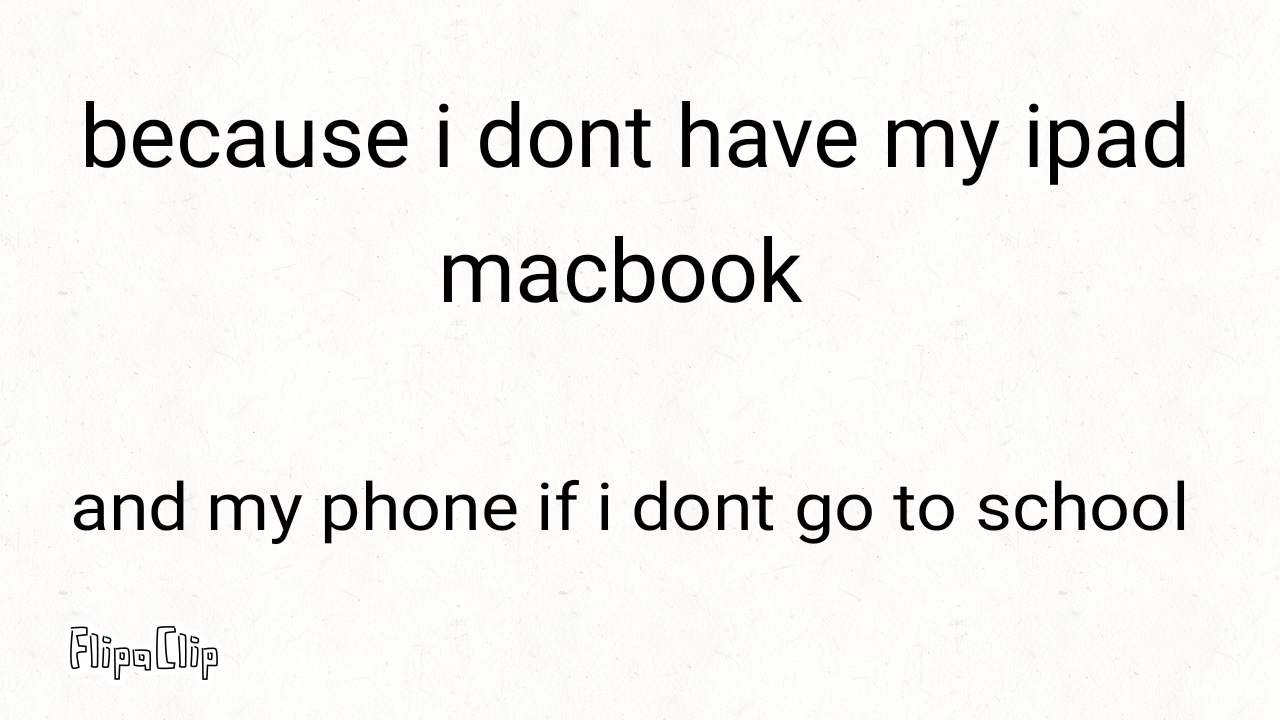 because i dont have my ipad
macbook
and my phone if i dont go to school
FlipaClip